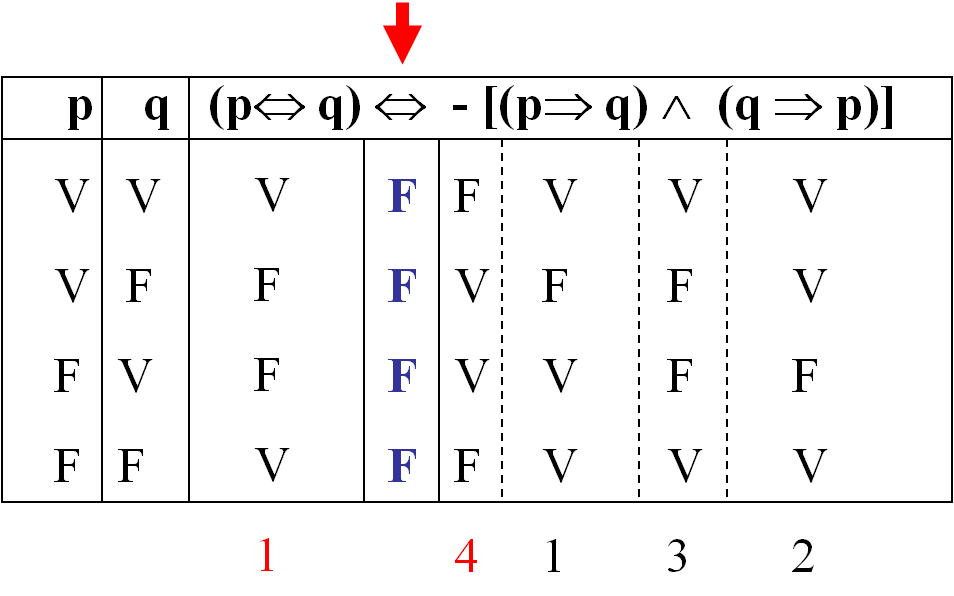 p q (p⇔ q) ⇔ - [(p⇒ q) ∧ (q ⇒ p)]
V V V F F V V V
V F F F V F F V
F V F F V V F F
F F V F F V V V
1 4 1 3 2